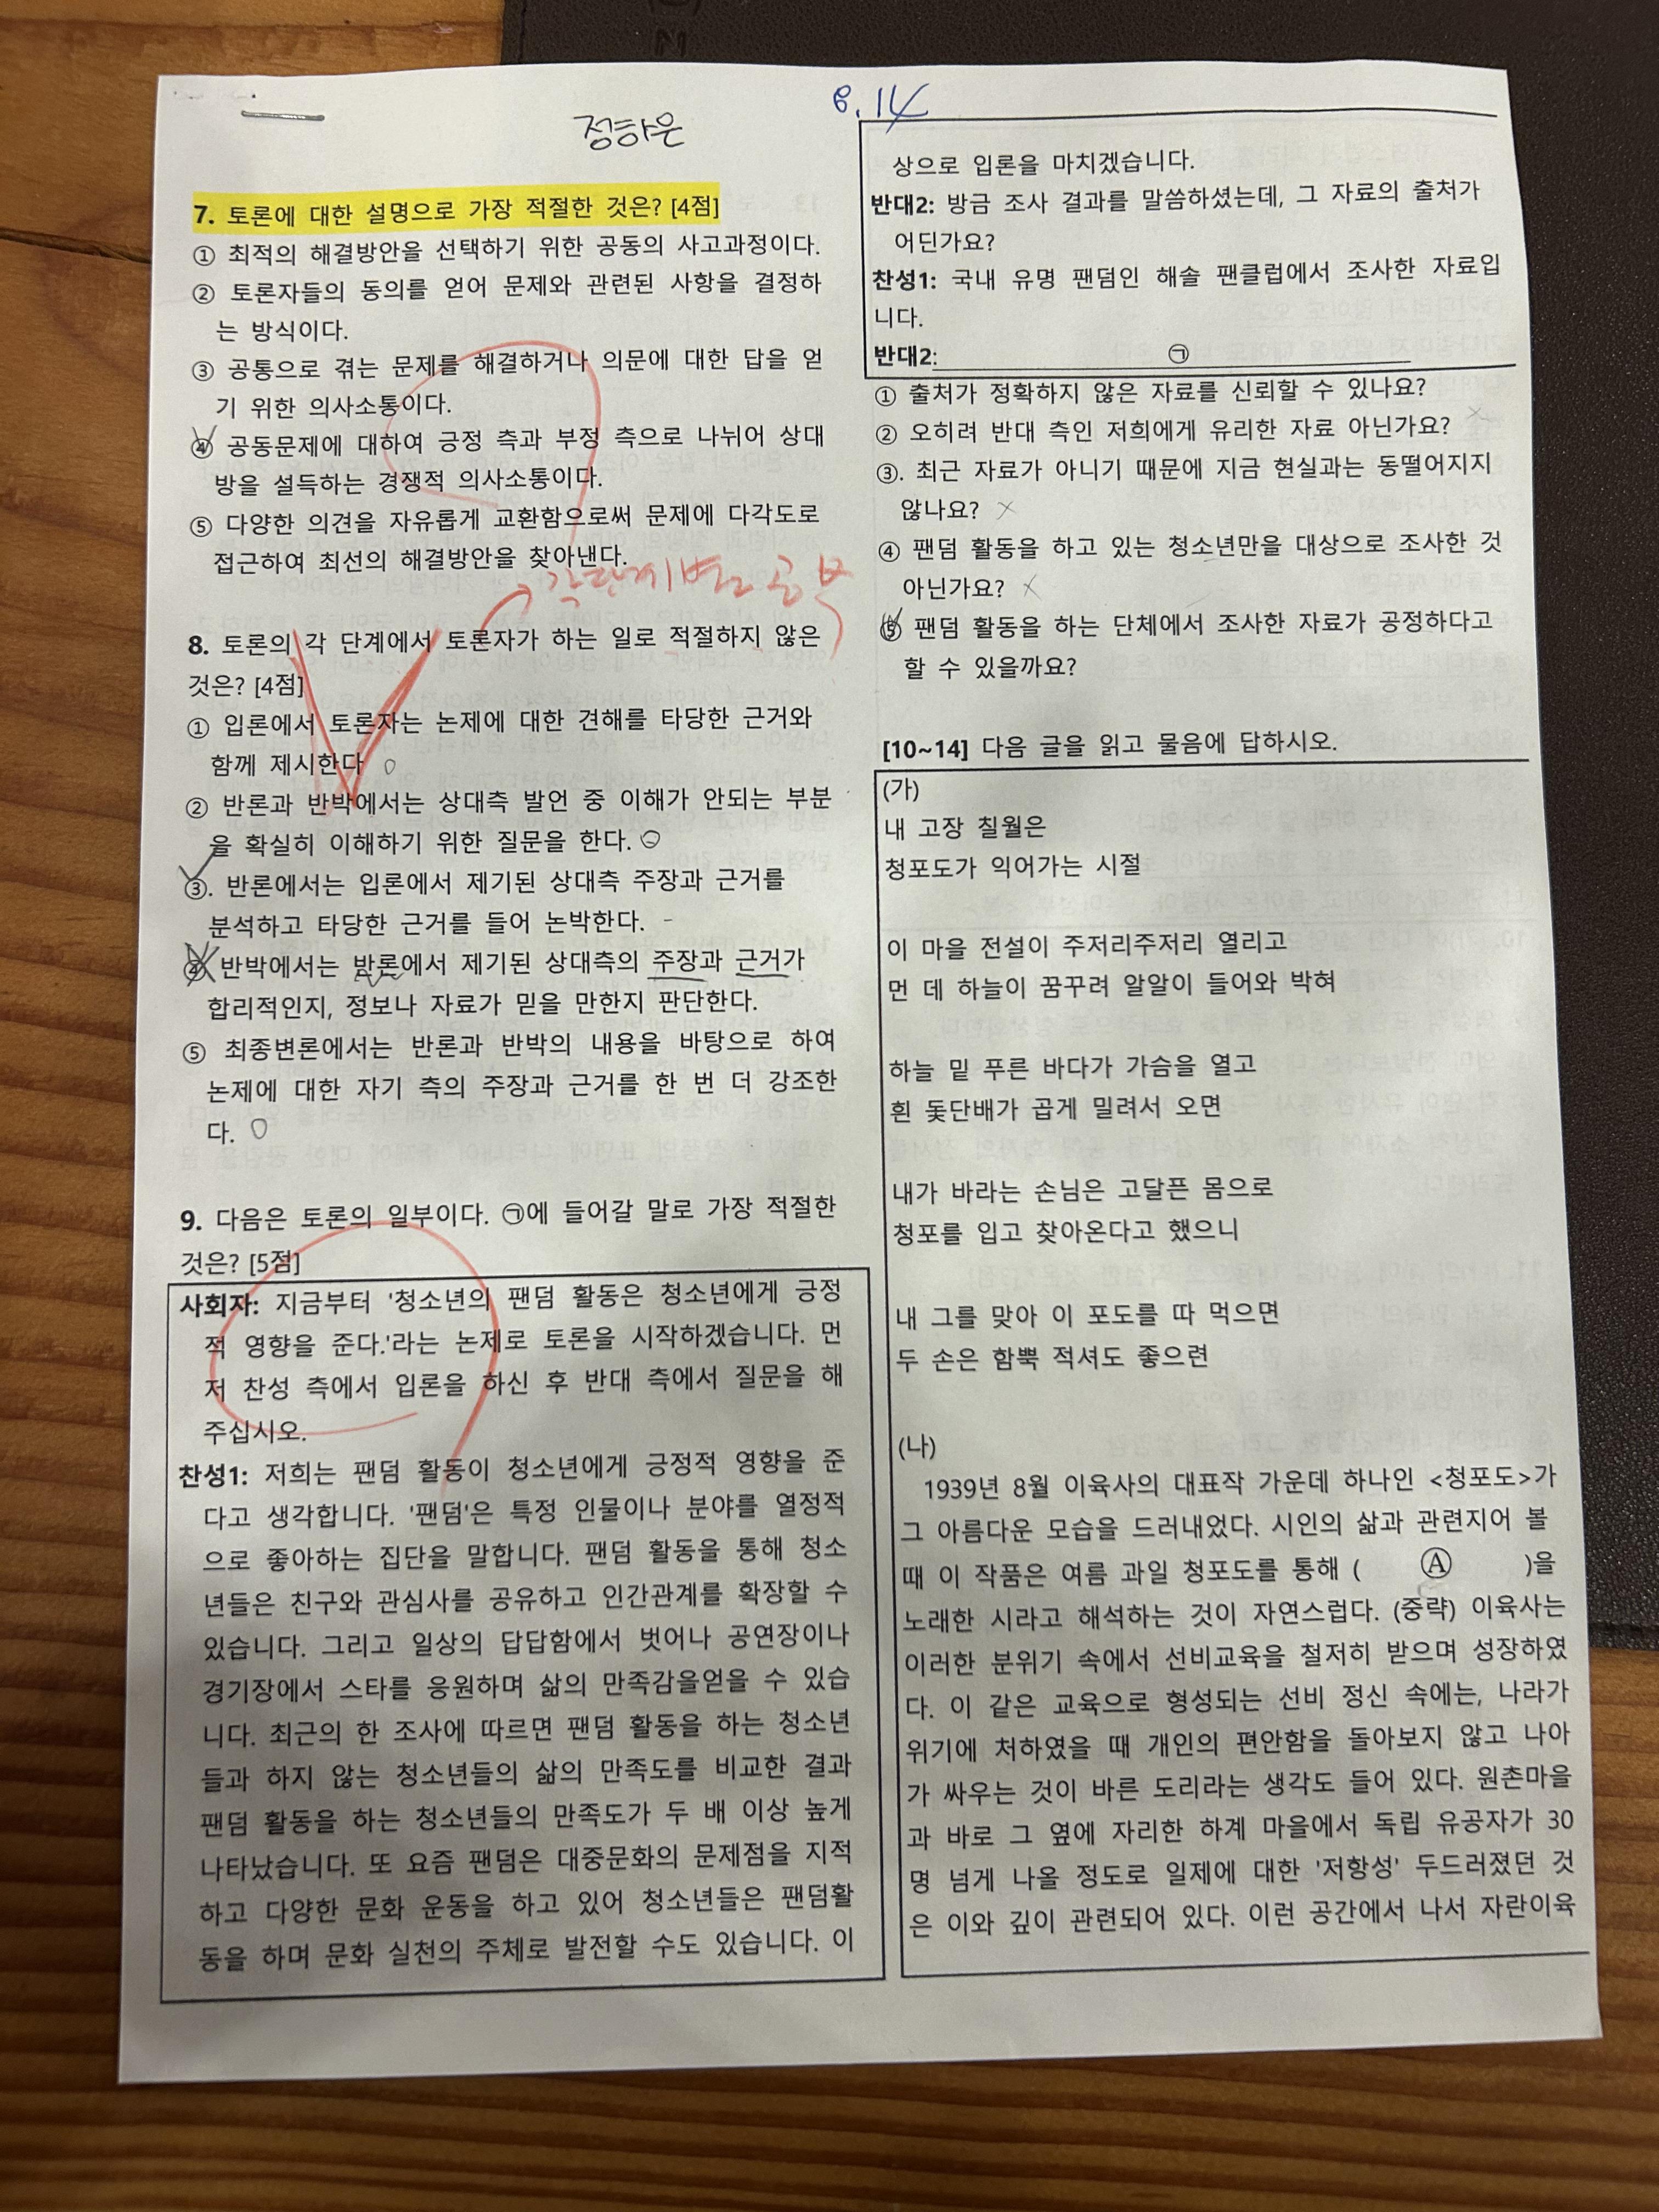 정하은
8. 14
7. 토론에 대한 설명으로 가장 적절한 것은? [4점]
① 최적의 해결방안을 선택하기 위한 공동의 사고과정이다.
② 토론자들의 동의를 얻어 문제와 관련된 사항을 결정하
는 방식이다.
③ 공통으로 겪는 문제를 해결하거나 의문에 대한 답을 얻
기 위한 의사소통이다.
④ 공동문제에 대하여 긍정 측과 부정 측으로 나뉘어 상대
방을 설득하는 경쟁적 의사소통이다.
⑤ 다양한 의견을 자유롭게 교환함으로써 문제에 다각도로
접근하여 최선의 해결방안을 찾아낸다.
각 단계별로 공부
8. 토론의 각 단계에서 토론자가 하는 일로 적절하지 않은
것은? [4점]
① 입론에서 토론자는 논제에 대한 견해를 타당한 근거와
함께 제시한다
② 반론과 반박에서는 상대측 발언 중 이해가 안되는 부분
을 확실히 이해하기 위한 질문을 한다.
③. 반론에서는 입론에서 제기된 상대측 주장과 근거를
분석하고 타당한 근거를 들어 논박한다.
④ 반박에서는 반론에서 제기된 상대측의 주장과 근거가
합리적인지, 정보나 자료가 믿을 만한지 판단한다.
⑤ 최종변론에서는 반론과 반박의 내용을 바탕으로 하여
논제에 대한 자기 측의 주장과 근거를 한 번 더 강조한
다.
9. 다음은 토론의 일부이다. ㉠에 들어갈 말로 가장 적절한
것은? [5점]
사회자: 지금부터 '청소년의 팬덤 활동은 청소년에게 긍정
적 영향을 준다.'라는 논제로 토론을 시작하겠습니다. 먼
저 찬성 측에서 입론을 하신 후 반대 측에서 질문을 해
주십시오.
찬성1: 저희는 팬덤 활동이 청소년에게 긍정적 영향을 준
다고 생각합니다. '팬덤'은 특정 인물이나 분야를 열정적
으로 좋아하는 집단을 말합니다. 팬덤 활동을 통해 청소
년들은 친구와 관심사를 공유하고 인간관계를 확장할 수
있습니다. 그리고 일상의 답답함에서 벗어나 공연장이나
경기장에서 스타를 응원하며 삶의 만족감을얻을 수 있습
니다. 최근의 한 조사에 따르면 팬덤 활동을 하는 청소년
들과 하지 않는 청소년들의 삶의 만족도를 비교한 결과
팬덤 활동을 하는 청소년들의 만족도가 두 배 이상 높게
나타났습니다. 또 요즘 팬덤은 대중문화의 문제점을 지적
하고 다양한 문화 운동을 하고 있어 청소년들은 팬덤활
동을 하며 문화 실천의 주체로 발전할 수도 있습니다. 이
상으로 입론을 마치겠습니다.
반대2: 방금 조사 결과를 말씀하셨는데, 그 자료의 출처가
어딘가요?
찬성1: 국내 유명 팬덤인 해솔 팬클럽에서 조사한 자료입
니다.
반대2: ㉠
① 출처가 정확하지 않은 자료를 신뢰할 수 있나요?
② 오히려 반대 측인 저희에게 유리한 자료 아닌가요?
③. 최근 자료가 아니기 때문에 지금 현실과는 동떨어지지
않나요?
④ 팬덤 활동을 하고 있는 청소년만을 대상으로 조사한 것
아닌가요?
⑤ 팬덤 활동을 하는 단체에서 조사한 자료가 공정하다고
할 수 있을까요?
[10~14] 다음 글을 읽고 물음에 답하시오.
(가)
내 고장 칠월은
청포도가 익어가는 시절
이 마을 전설이 주저리주저리 열리고
먼 데 하늘이 꿈꾸려 알알이 들어와 박혀
하늘 밑 푸른 바다가 가슴을 열고
흰 돛단배가 곱게 밀려서 오면
내가 바라는 손님은 고달픈 몸으로
청포를 입고 찾아온다고 했으니
내 그를 맞아 이 포도를 따 먹으면
두 손은 함뿍 적셔도 좋으련
(나)
1939년 8월 이육사의 대표작 가운데 하나인 <청포도>가
그 아름다운 모습을 드러내었다. 시인의 삶과 관련지어 볼
때 이 작품은 여름 과일 청포도를 통해 ( Ⓐ )을
노래한 시라고 해석하는 것이 자연스럽다. (중략) 이육사는
이러한 분위기 속에서 선비교육을 철저히 받으며 성장하였
다. 이 같은 교육으로 형성되는 선비 정신 속에는, 나라가
위기에 처하였을 때 개인의 편안함을 돌아보지 않고 나아
가 싸우는 것이 바른 도리라는 생각도 들어 있다. 원촌마을
과 바로 그 옆에 자리한 하계 마을에서 독립 유공자가 30
명 넘게 나올 정도로 일제에 대한 '저항성' 두드러졌던 것
은 이와 깊이 관련되어 있다. 이런 공간에서 나서 자란이육